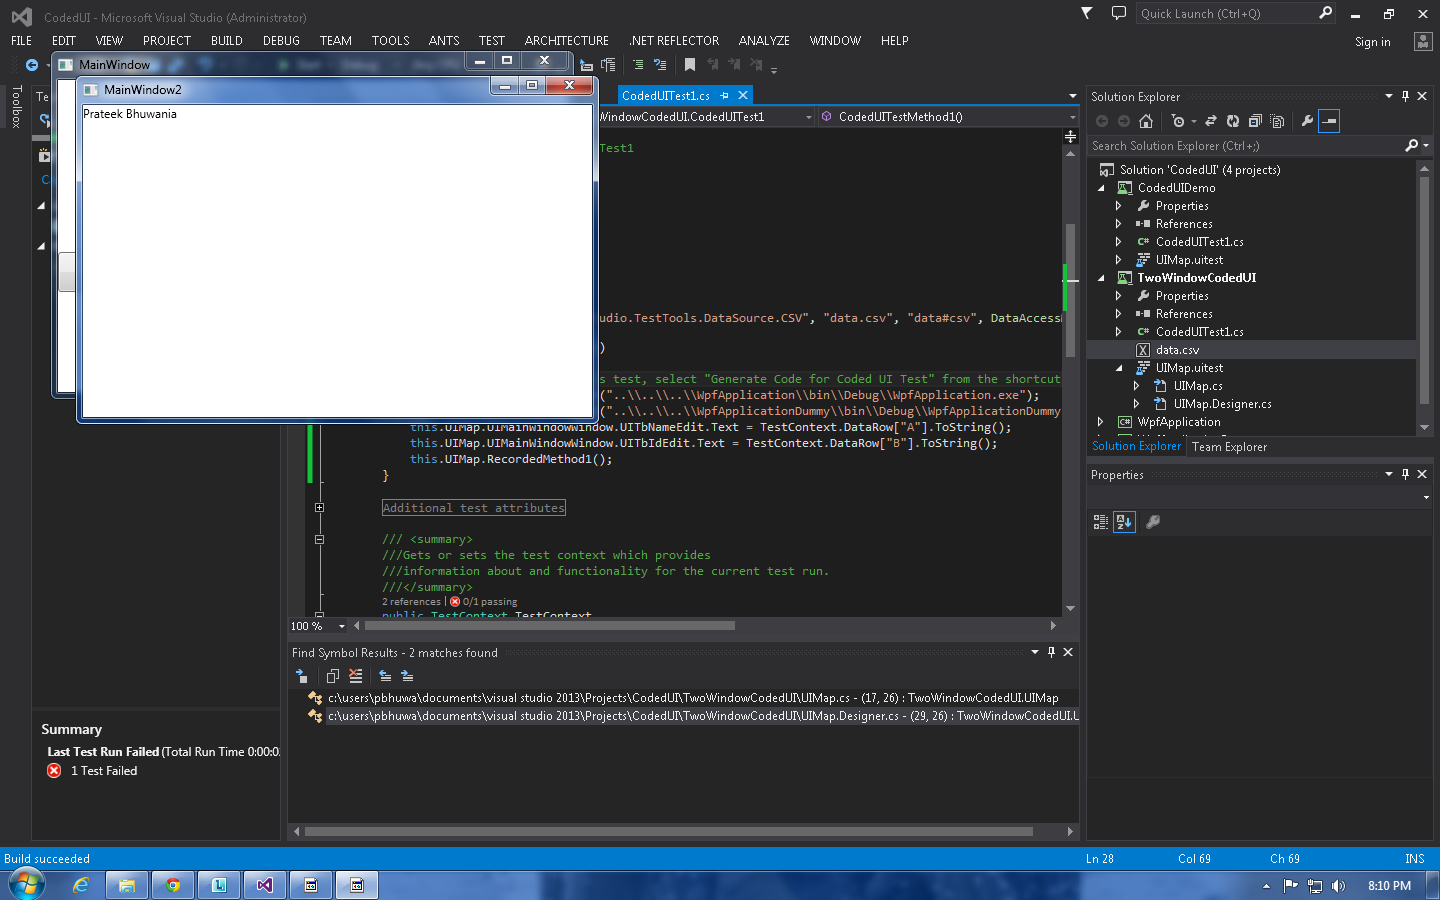 CodedUI - Microsoft Visual Studio (Administrator)
Quick Launch (Ctrl+Q)
FILE EDIT VIEW PROJECT BUILD DEBUG TEAM TOOLS ANTS TEST ARCHITECTURE .NET REFLECTOR ANALYZE WINDOW HELP
Sign in
MainWindow
MainWindow2
Prateek Bhuwania
Toolbox
Te
CodedUITest1.cs
WindowCodedUI.CodedUITest1
CodedUITestMethod1()
Test1
udio.TestTools.DataSource.CSV", "data.csv", "data#csv", DataAccess
)
s test, select "Generate Code for Coded UI Test" from the shortcut
("..\\..\\..\\WpfApplication\\bin\\Debug\\WpfApplication.exe");
("..\\..\\..\\WpfApplicationDummy\\bin\\Debug\\WpfApplicationDummy
this.UIMap.UIMainWindowWindow.UITbNameEdit.Text = TestContext.DataRow["A"].ToString();
this.UIMap.UIMainWindowWindow.UITbIdEdit.Text = TestContext.DataRow["B"].ToString();
this.UIMap.RecordedMethod1();
}
Additional test attributes
/// <summary>
///Gets or sets the test context which provides
///information about and functionality for the current test run.
///</summary>
2 references | 0/1 passing
public TestContext TestContext
100 %
Find Symbol Results - 2 matches found
c:\users\pbhuwa\documents\visual studio 2013\Projects\CodedUI\TwoWindowCodedUI\UIMap.cs - (17, 26) : TwoWindowCodedUI.UIMap
c:\users\pbhuwa\documents\visual studio 2013\Projects\CodedUI\TwoWindowCodedUI\UIMap.Designer.cs - (29, 26) : TwoWindowCodedUI.U
Summary
Last Test Run Failed (Total Run Time 0:00:0
1 Test Failed
Solution Explorer
Search Solution Explorer (Ctrl+;)
Solution 'CodedUI' (4 projects)
CodedUIDemo
Properties
References
CodedUITest1.cs
UIMap.uitest
TwoWindowCodedUI
Properties
References
CodedUITest1.cs
data.csv
UIMap.uitest
UIMap.cs
UIMap.Designer.cs
WpfApplication
Solution Explorer Team Explorer
Properties
Build succeeded
Ln 28 Col 69 Ch 69 INS
8:10 PM